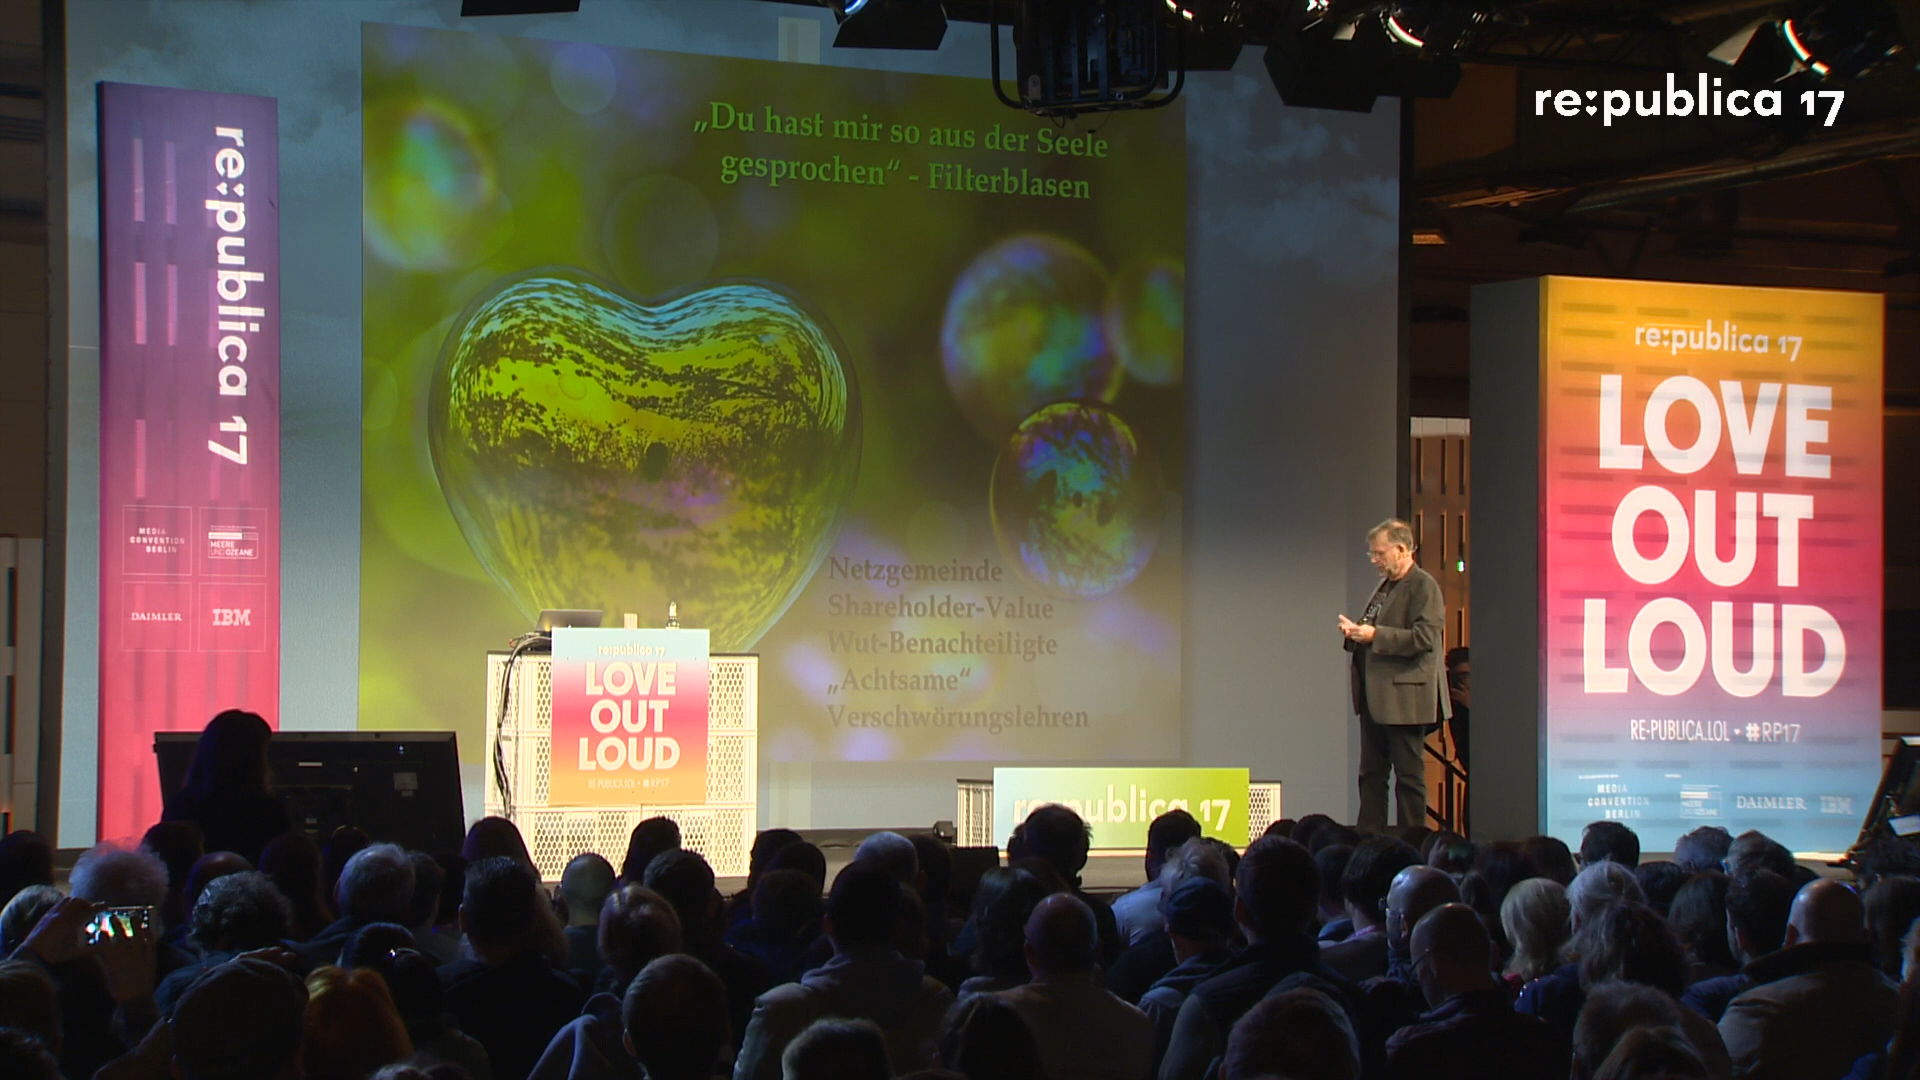 re:publica 17
re:publica 17
MEDIA
CONVENTION
BERLIN
MEERE
UND OZEANE
DAIMLER
IBM
„Du hast mir so aus der Seele
gesprochen“ - Filterblasen
Netzgemeinde
Shareholder-Value
Wut-Benachteiligte
„Achtsame“
Verschwörungslehren
re:publica 17
LOVE
OUT
LOUD
RE-PUBLICA.LOL • #RP17
re:publica 17
re:publica 17
LOVE
OUT
LOUD
RE-PUBLICA.LOL • #RP17
MEDIA
CONVENTION
BERLIN
MEERE
UND OZEANE
DAIMLER
IBM